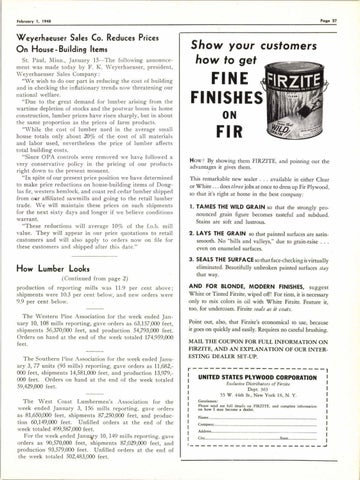 February 1, 1948
Page 27
Weyerhaeuser Sales Co. Reduces Prices
On House-Building Items
St. Paul, Minn., January 15—The following announce-
ment was made today by F. K. Weyerhaeuser, president,
Weyerhaeuser Sales Company:
"We wish to do our part in reducing the cost of building
and in checking the inflationary trends now threatening our
national welfare.
"Due to the great demand for lumber arising from the
wartime depletion of stocks and the postwar boom in home
construction, lumber prices have risen sharply, but in about
the same proportion as the prices of farm products.
"While the cost of lumber used in the average small
house totals only about 20% of the cost of all materials
and labor used, nevertheless the price of lumber affects
total building costs.
"Since OPA controls were removed we have followed a
very conservative policy in the pricing of our products
right down to the present moment.
"In spite of our present price position we have determined
to make price reductions on house-building items of Doug-
las fir, western hemlock, and coast red cedar lumber shipped
from our affiliated sawmills and going to the retail lumber
trade. We will maintain these prices on such shipments
for the next sixty days and longer if we believe conditions
warrant.
"These reductions will average 10% of the f.o.b. mill
value. They will appear in our price quotations to retail
customers and will also apply to orders now on file for
these customers and shipped after this date."
How Lumber Looks
(Continued from page 2)
production of reporting mills was 11.9 per cent above;
shipments were 10.3 per cent below, and new orders were
9.9 per cent below.
The Western Pine Association for the week ended Jan-
uary 10, 108 mills reporting, gave orders as 63,157,000 feet,
shipments 56,370,000 feet, and production 34,793,000 feet.
Orders on hand at the end of the week totaled 174,959,000
feet.
The Southern Pine Association for the week ended Janu-
ary 3, 77 units (93 mills) reporting, gave orders as 11,682,-
000 feet, shipments 14,581,000 feet, and production 13,979,-
000 feet. Orders on hand at the end of the week totaled
59,429,000 feet.
The West Coast Lumbermen's Association for the
week ended January 3, 156 mills reporting, gave orders
as 81,650,000 feet, shipments 87,250,000 feet, and produc-
tion 60,149,000 feet. Unfilled orders at the end of the
week totaled 499,587,000 feet.
For the week ended January 10, 149 mills reporting, gave
orders as 90,570,000 feet, shipments 87,029,000 feet, and
production 93,579,000 feet. Unfilled orders at the end of
the week totaled 502,483,000 feet.
Show your customers
how to get
FINE
FINISHES
ON
FIR
FIRZITE
WILD
HOW? By showing them FIRZITE, and pointing out the
advantages it gives them.
This remarkable new sealer . . . available in either Clear
or White . . . does three jobs at once to dress up Fir Plywood,
so that it's right at home in the best company:
1. TAMES THE WILD GRAIN so that the strongly pro-
nounced grain figure becomes tasteful and subdued.
Stains are soft and lustrous.
2. LAYS THE GRAIN so that painted surfaces are satin-
smooth. No "hills and valleys," due to grain-raise . . .
even on enameled surfaces.
3. SEALS THE SURFACE so that face checking is virtually
eliminated. Beautifully unbroken painted surfaces stay
that way.
AND FOR BLONDE, MODERN FINISHES, suggest
White or Tinted Firzite, wiped off! For trim, it is necessary
only to mix colors in oil with White Firzite. Feature it,
too, for undercoats. Firzite seals as it coats.
Point out, also, that Firzite's economical to use, because
it goes on quickly and easily. Requires no careful brushing.
MAIL THE COUPON FOR FULL INFORMATION ON
FIRZITE, AND AN EXPLANATION OF OUR INTER-
ESTING DEALER SET-UP.
UNITED STATES PLYWOOD CORPORATION
Exclusive Distributors of Firzite
Dept. 303
55 W. 44th St., New York 18, N. Y.
Gentlemen:
Please send me full details on FIRZITE, and complete information
on how I may become a dealer.
Name
Company
Address
City State